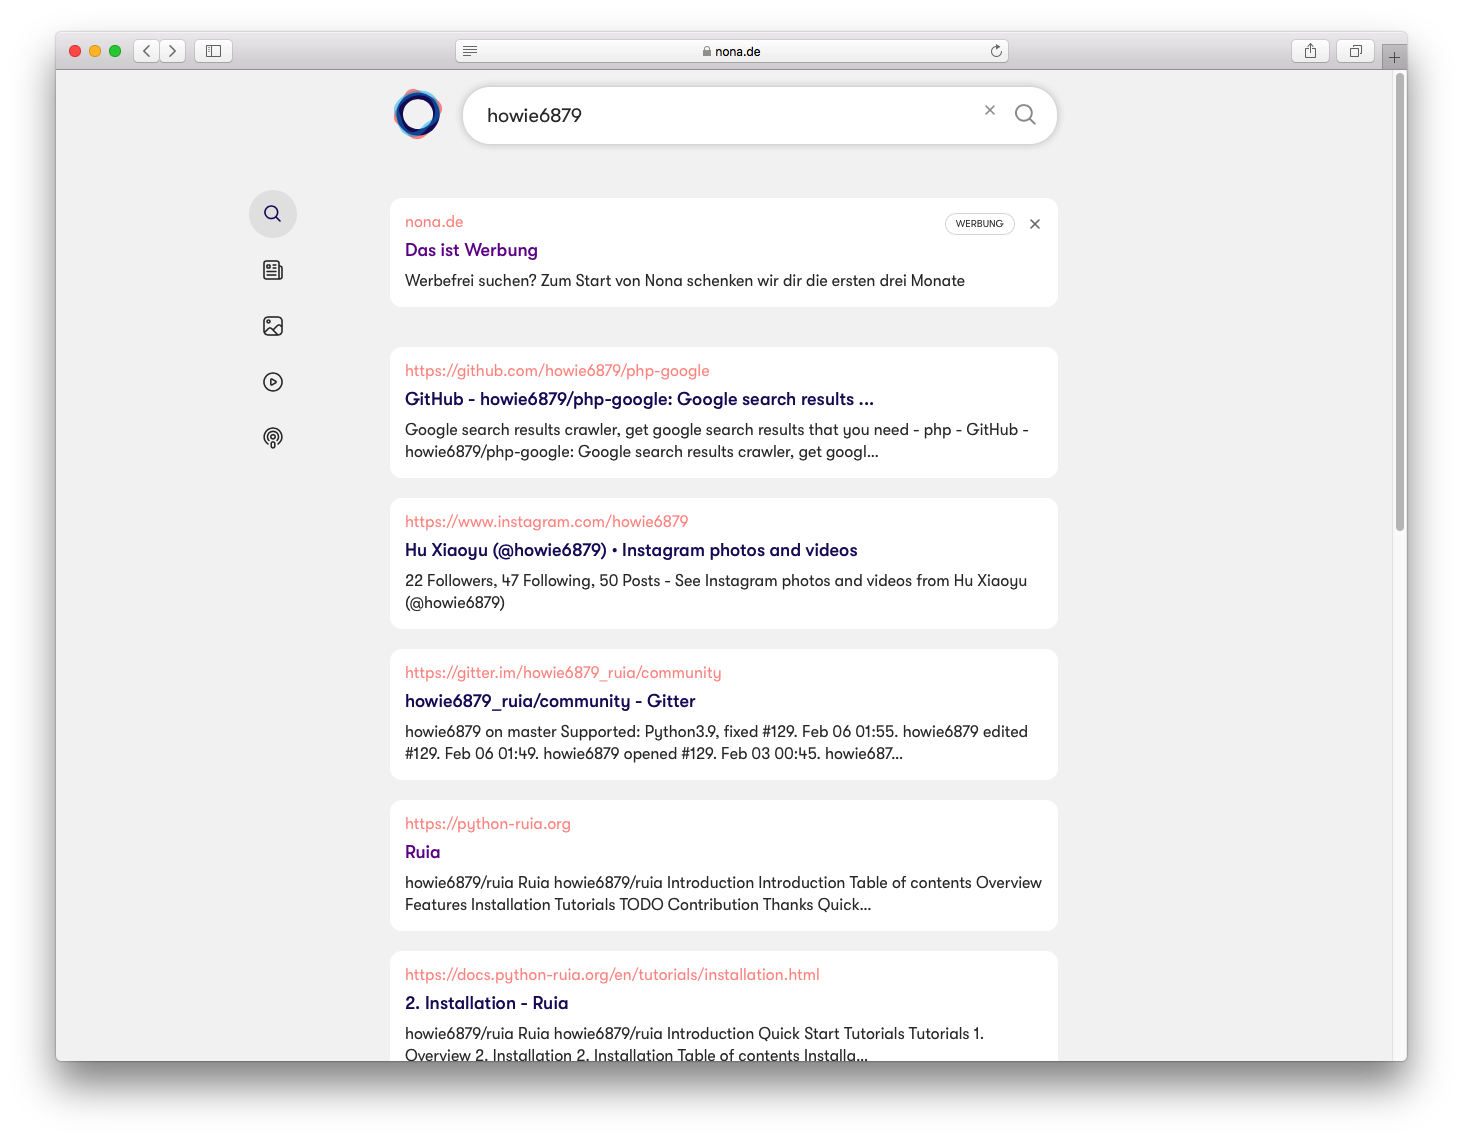 nona.de
howie6879
nona.de
WERBUNG
Das ist Werbung
Werbefrei suchen? Zum Start von Nona schenken wir dir die ersten drei Monate
https://github.com/howie6879/php-google
GitHub - howie6879/php-google: Google search results ...
Google search results crawler, get google search results that you need - php - GitHub -
howie6879/php-google: Google search results crawler, get googl...
https://www.instagram.com/howie6879
Hu Xiaoyu (@howie6879) • Instagram photos and videos
22 Followers, 47 Following, 50 Posts - See Instagram photos and videos from Hu Xiaoyu
(@howie6879)
https://gitter.im/howie6879_ruia/community
howie6879_ruia/community - Gitter
howie6879 on master Supported: Python3.9, fixed #129. Feb 06 01:55. howie6879 edited
#129. Feb 06 01:49. howie6879 opened #129. Feb 03 00:45. howie687...
https://python-ruia.org
Ruia
howie6879/ruia Ruia howie6879/ruia Introduction Introduction Table of contents Overview
Features Installation Tutorials TODO Contribution Thanks Quick...
https://docs.python-ruia.org/en/tutorials/installation.html
2. Installation - Ruia
howie6879/ruia Ruia howie6879/ruia Introduction Quick Start Tutorials Tutorials 1.
Overview 2. Installation 2. Installation Table of contents Installa...